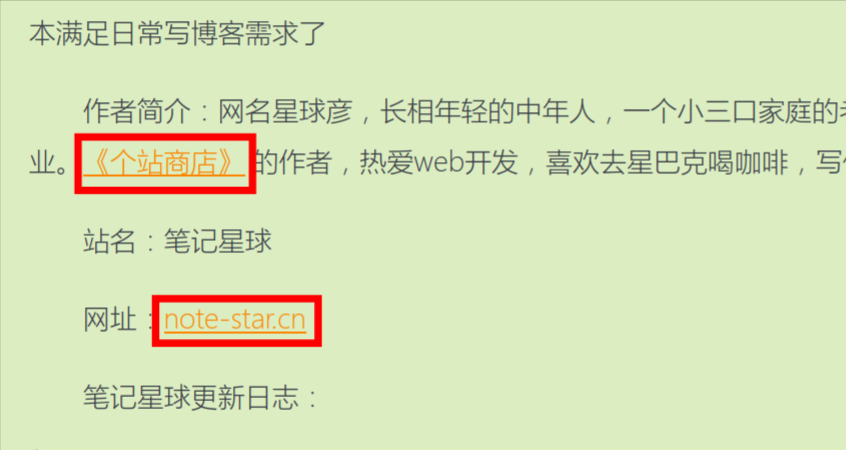 本满足日常写博客需求了
作者简介：网名星球彦，长相年轻的中年人，一个小三口家庭的
业。《个站商店》的作者，热爱web开发，喜欢去星巴克喝咖啡，写
站名：笔记星球
网址：note-star.cn
笔记星球更新日志：